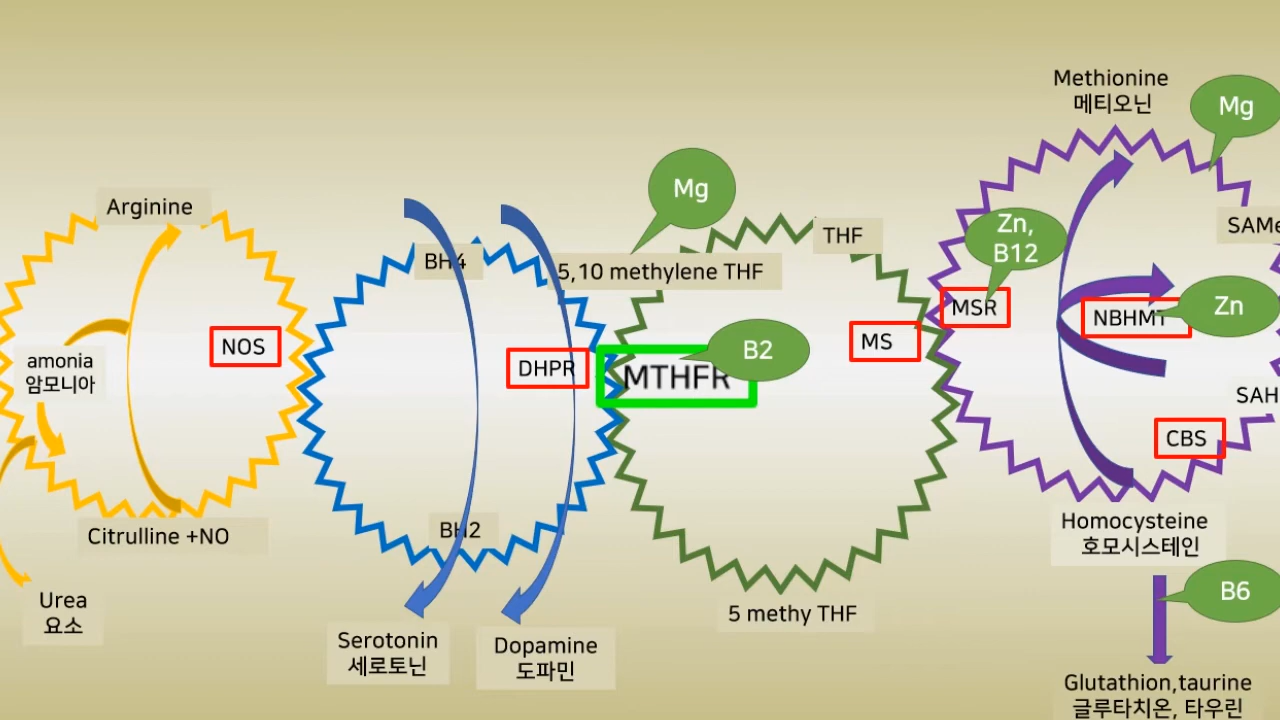 Methionine
메티오닌
Mg
Mg
Arginine
Zn,
B12
THF
SAMe
BH4
5,10 methylene THF
MSR
Zn
NBHMT
NOS
MS
B2
amonia
암모니아
DHPR
MTHFR
SAH
CBS
Homocysteine
호모시스테인
BH2
Citrulline +NO
B6
Urea
요소
5 methy THF
Serotonin
세로토닌
Dopamine
도파민
Glutathion,taurine
글루타치온, 타우린